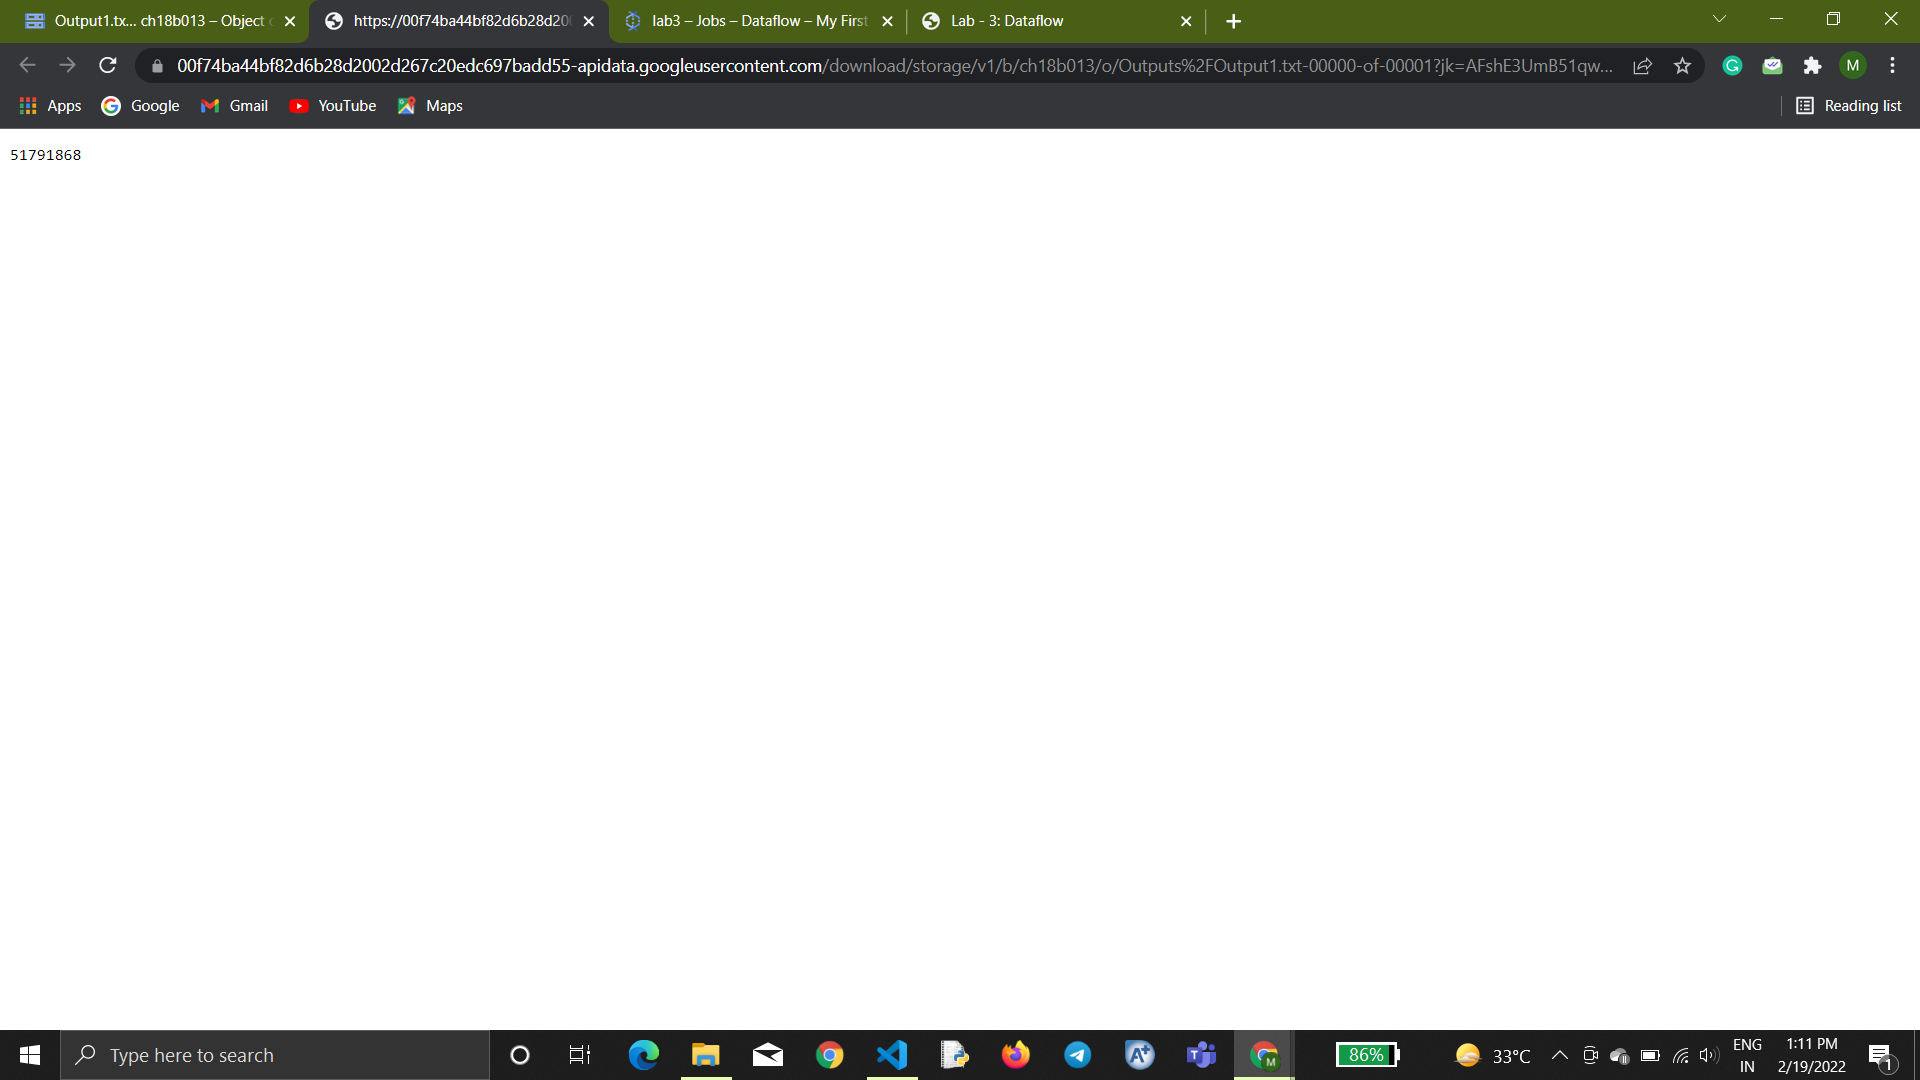 Output1.tx... ch18b013 – Object
https://00f74ba44bf82d6b28d20
lab3 – Jobs – Dataflow – My First
Lab - 3: Dataflow
00f74ba44bf82d6b28d2002d267c20edc697badd55-apidata.googleusercontent.com/download/storage/v1/b/ch18b013/o/Outputs%2FOutput1.txt-00000-of-00001?jk=AFshE3UmB51qw...
M
Apps
Google
Gmail
YouTube
Maps
Reading list
51791868
Type here to search
86%
33°C
ENG
IN
1:11 PM
2/19/2022
1